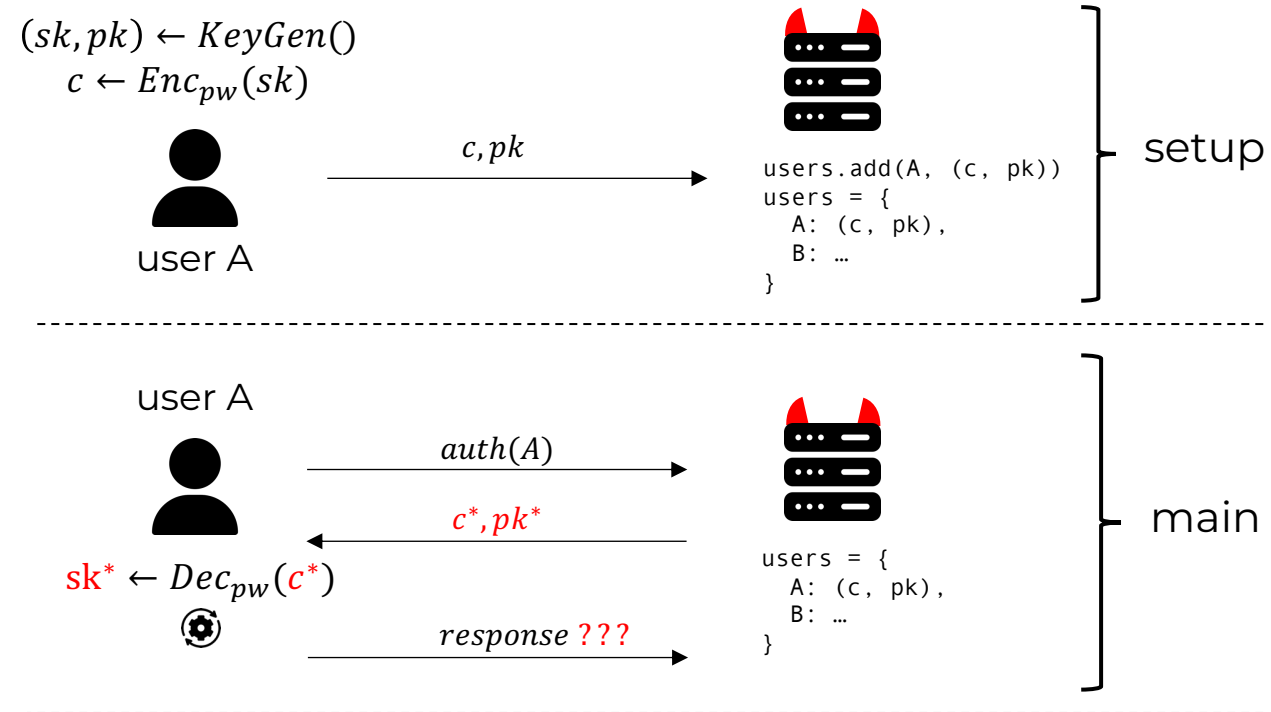 (sk, pk) ← KeyGen()
c ← Enc_pw(sk)
c, pk
user A
users.add(A, (c, pk))
users = {
A: (c, pk),
B: …
}
setup
user A
auth(A)
c*, pk*
sk* ← Dec_pw(c*)
response ???
users = {
A: (c, pk),
B: …
}
main